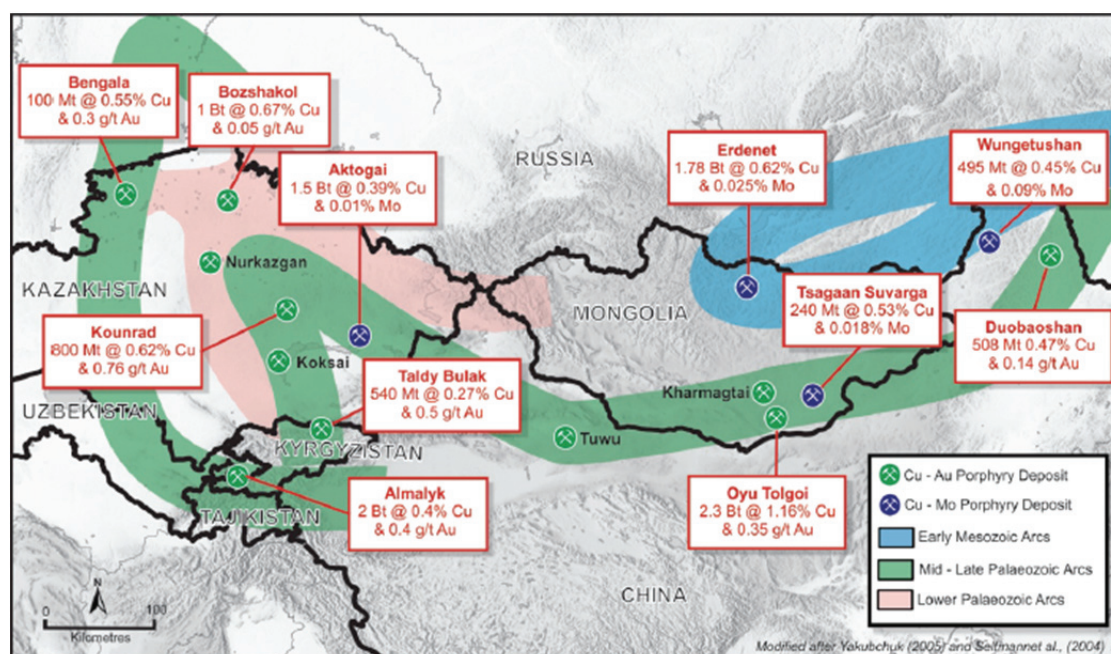 Bengala
100 Mt @ 0.55% Cu
& 0.3 g/t Au
Bozshakol
1 Bt @ 0.67% Cu
& 0.05 g/t Au
Aktogai
1.5 Bt @ 0.39% Cu
& 0.01% Mo
RUSSIA
Erdenet
1.78 Bt @ 0.62% Cu
& 0.025% Mo
Wungetushan
495 Mt @ 0.45% Cu
& 0.09% Mo
Nurkazgan
KAZAKHSTAN
MONGOLIA
Tsagaan Suvarga
240 Mt @ 0.53% Cu
& 0.018% Mo
Kounrad
800 Mt @ 0.62% Cu
& 0.76 g/t Au
Koksai
Duobaoshan
508 Mt 0.47% Cu
& 0.14 g/t Au
Taldy Bulak
540 Mt @ 0.27% Cu
& 0.5 g/t Au
Kharmagtai
UZBEKISTAN
Tuwu
KYRGYZISTAN
Almalyk
2 Bt @ 0.4% Cu
& 0.4 g/t Au
Oyu Tolgoi
2.3 Bt @ 1.16% Cu
& 0.35 g/t Au
TAJIKISTAN
CHINA
Cu - Au Porphyry Deposit
Cu - Mo Porphyry Deposit
Early Mesozoic Arcs
Mid - Late Palaeozoic Arcs
Lower Palaeozoic Arcs
N
0 100
Kilometres
Modified after Yakubchuk (2005) and Seltmannet al., (2004)